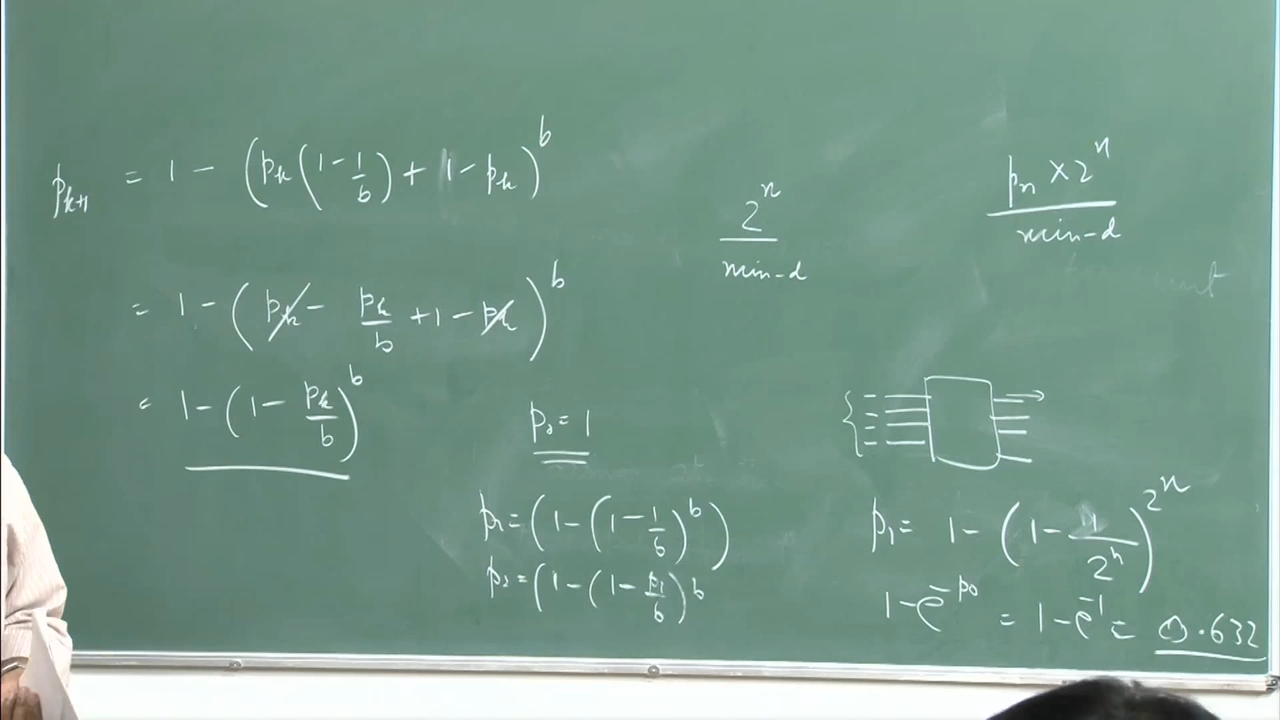 p_{k+1} = 1 - (p_k(1 - 1/b) + 1 - p_k)^b
= 1 - (p_k - p_k/b + 1 - p_k)^b
= 1 - (1 - p_k/b)^b
2^n / min-d
p_n × 2^n / min-d
p_0 = 1
p_1 = (1 - (1 - 1/b)^b)
p_2 = (1 - (1 - p_1/b)^b
p_1 = 1 - (1 - 1/2^n)^{2^n}
1 - e^{-p_0} = 1 - e^{-1} = 0.632